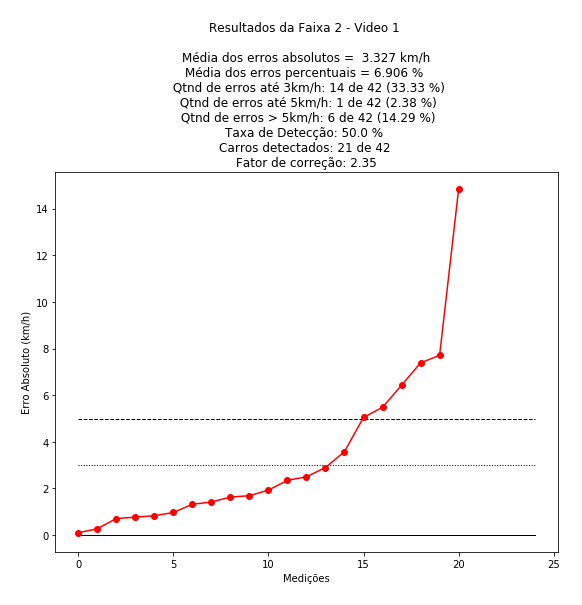 Resultados da Faixa 2 - Video 1
Média dos erros absolutos =  3.327 km/h
Média dos erros percentuais = 6.906 %
Qtnd de erros até 3km/h: 14 de 42 (33.33 %)
Qtnd de erros até 5km/h: 1 de 42 (2.38 %)
Qtnd de erros > 5km/h: 6 de 42 (14.29 %)
Taxa de Detecção: 50.0 %
Carros detectados: 21 de 42
Fator de correção: 2.35
14
12
10
8
6
4
2
0
Erro Absoluto (km/h)
0 5 10 15 20 25
Medições